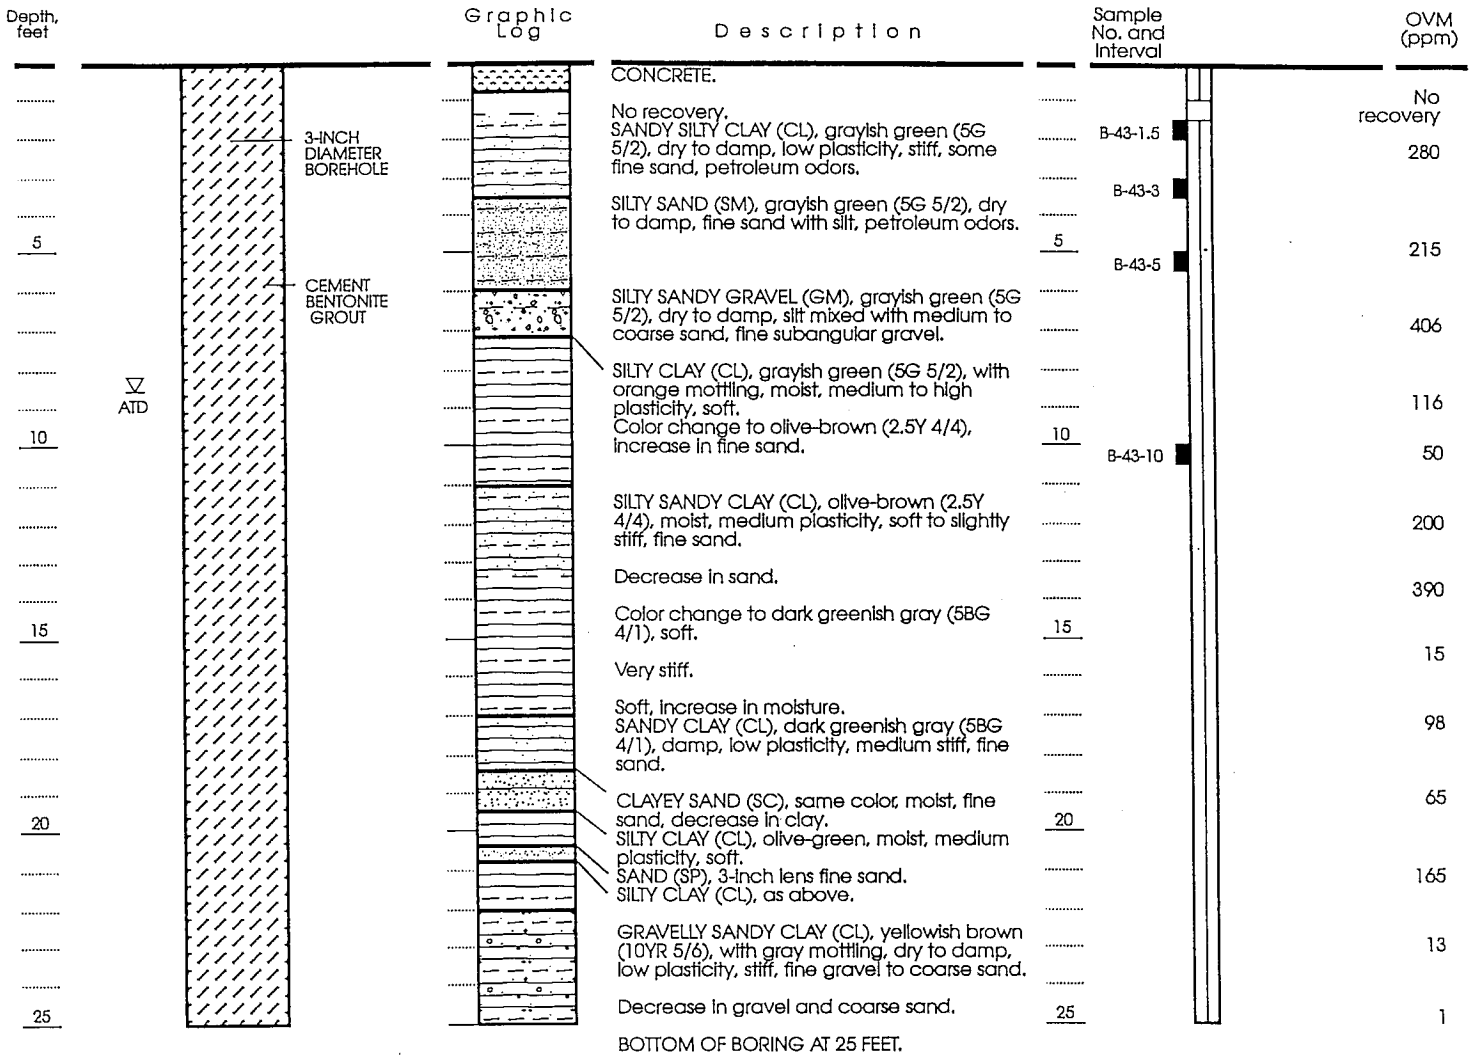 Depth,
feet
Graphic
Log
Description
Sample
No. and
Interval
OVM
(ppm)
CONCRETE.
No recovery.
No
recovery
SANDY SILTY CLAY (CL), grayish green (5G
5/2), dry to damp, low plasticity, stiff, some
fine sand, petroleum odors.
3-INCH
DIAMETER
BOREHOLE
B-43-1.5
280
B-43-3
SILTY SAND (SM), grayish green (5G 5/2), dry
to damp, fine sand with silt, petroleum odors.
5
5
B-43-5
215
CEMENT
BENTONITE
GROUT
SILTY SANDY GRAVEL (GM), grayish green (5G
5/2), dry to damp, silt mixed with medium to
coarse sand, fine subangular gravel.
406
SILTY CLAY (CL), grayish green (5G 5/2), with
orange mottling, moist, medium to high
plasticity, soft.
ATD
116
Color change to olive-brown (2.5Y 4/4),
increase in fine sand.
10
10
B-43-10
50
SILTY SANDY CLAY (CL), olive-brown (2.5Y
4/4), moist, medium plasticity, soft to slightly
stiff, fine sand.
200
Decrease in sand.
390
Color change to dark greenish gray (5BG
4/1), soft.
15
15
15
Very stiff.
Soft, increase in moisture.
SANDY CLAY (CL), dark greenish gray (5BG
4/1), damp, low plasticity, medium stiff, fine
sand.
98
CLAYEY SAND (SC), same color, moist, fine
sand, decrease in clay.
65
20
20
SILTY CLAY (CL), olive-green, moist, medium
plasticity, soft.
SAND (SP), 3-inch lens fine sand.
165
SILTY CLAY (CL), as above.
GRAVELLY SANDY CLAY (CL), yellowish brown
(10YR 5/6), with gray mottling, dry to damp,
low plasticity, stiff, fine gravel to coarse sand.
13
Decrease in gravel and coarse sand.
25
25
1
BOTTOM OF BORING AT 25 FEET.